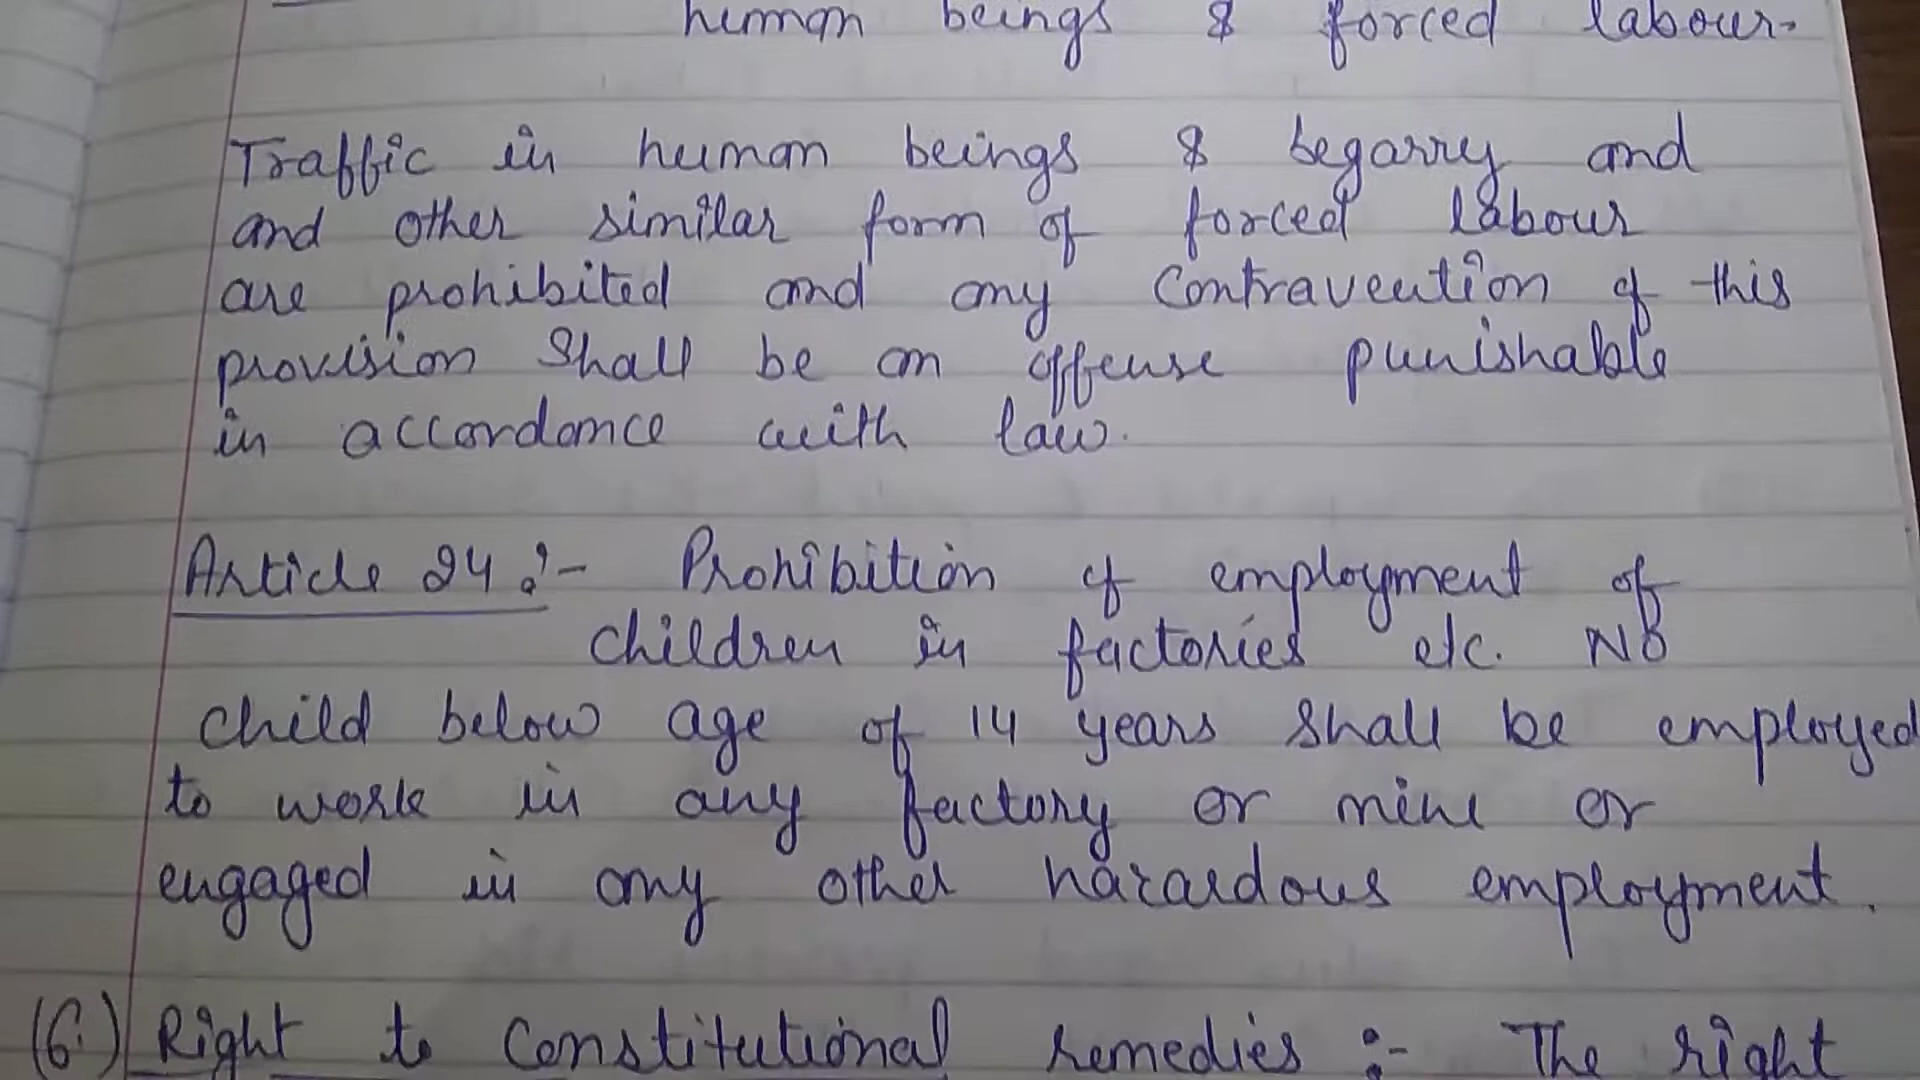 human beings & forced labour.
Traffic in human beings & begarry and
and other similar form of forced labour
are prohibited and any Contravention of this
provision Shall be an offense punishable
in accordance with law.
Article 24 :- Prohibition of employment of
children in factories etc. No
child below age of 14 years shall be employed
to work in any factory or mine or
engaged in any other hazardous employment.
(6.) Right to Constitutional remedies :- The right